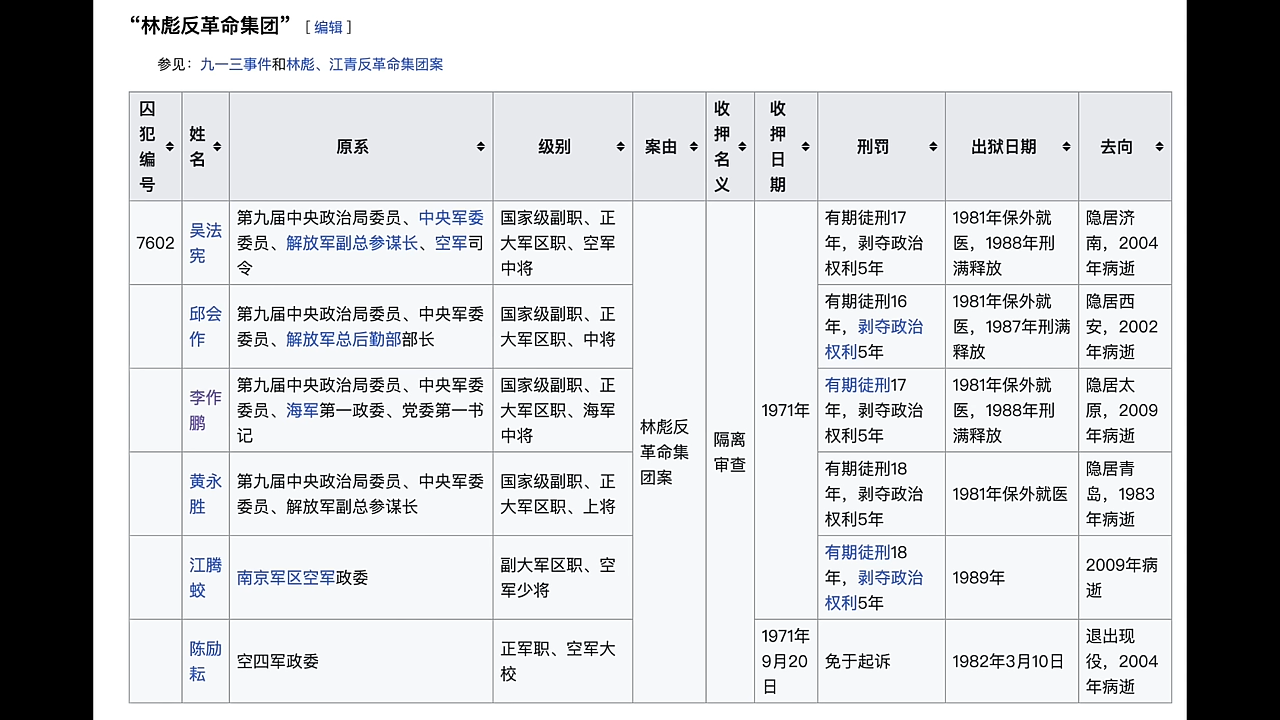 “林彪反革命集团” [ 编辑 ]
参见：九一三事件和林彪、江青反革命集团案
囚
犯
编
号
姓
名
原系
级别
案由
收
押
名
义
收
押
日
期
刑罚
出狱日期
去向
7602
吴法
宪
第九届中央政治局委员、中央军委
委员、解放军副总参谋长、空军司
令
国家级副职、正
大军区职、空军
中将
林彪反
革命集
团案
隔离
审查
1971年
有期徒刑17
年，剥夺政治
权利5年
1981年保外就
医，1988年刑
满释放
隐居济
南，2004
年病逝
邱会
作
第九届中央政治局委员、中央军委
委员、解放军总后勤部部长
国家级副职、正
大军区职、中将
有期徒刑16
年，剥夺政治
权利5年
1981年保外就
医，1987年刑满
释放
隐居西
安，2002
年病逝
李作
鹏
第九届中央政治局委员、中央军委
委员、海军第一政委、党委第一书
记
国家级副职、正
大军区职、海军
中将
有期徒刑17
年，剥夺政治
权利5年
1981年保外就
医，1988年刑
满释放
隐居太
原，2009
年病逝
黄永
胜
第九届中央政治局委员、中央军委
委员、解放军副总参谋长
国家级副职、正
大军区职、上将
有期徒刑18
年，剥夺政治
权利5年
1981年保外就医
隐居青
岛，1983
年病逝
江腾
蛟
南京军区空军政委
副大军区职、空
军少将
有期徒刑18
年，剥夺政治
权利5年
1989年
2009年病
逝
陈励
耘
空四军政委
正军职、空军大
校
1971年
9月20
日
免于起诉
1982年3月10日
退出现
役，2004
年病逝